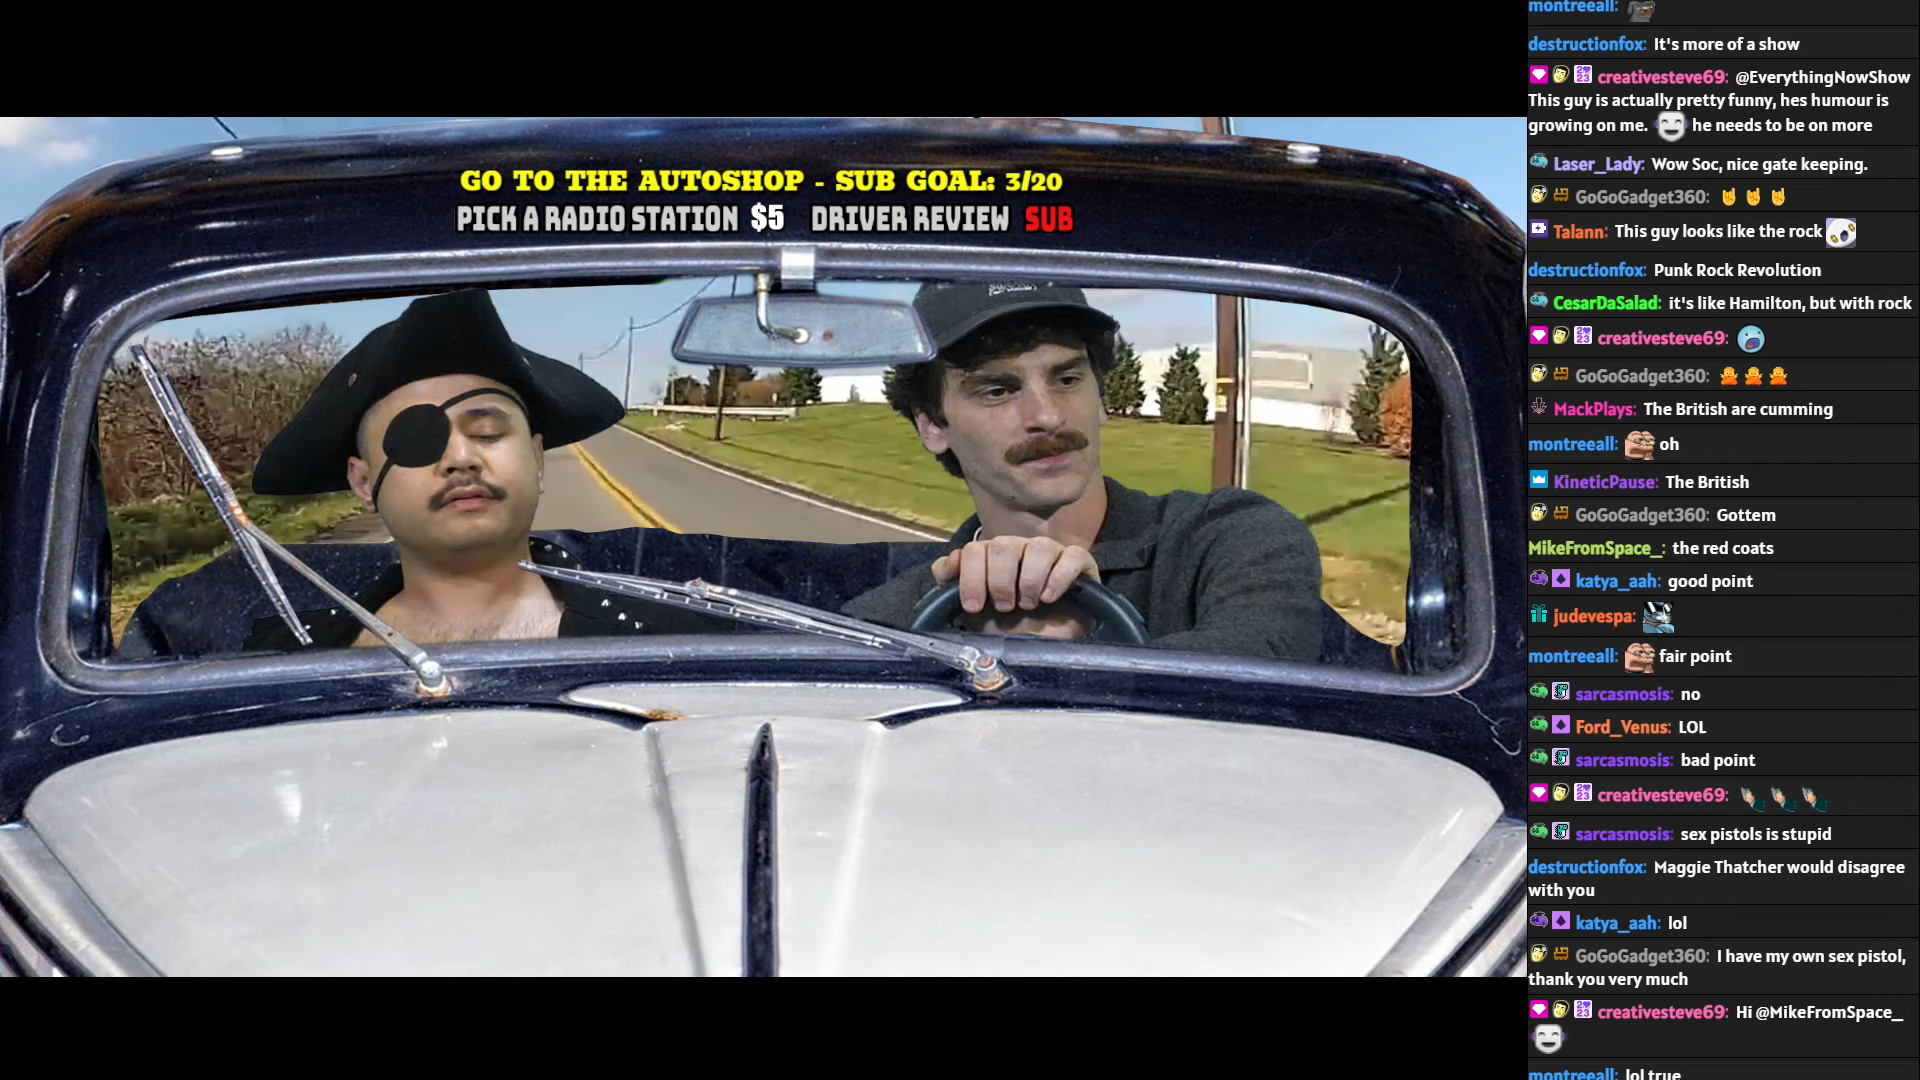 GO TO THE AUTOSHOP - SUB GOAL: 3/20
PICK A RADIO STATION $5 DRIVER REVIEW SUB
montreeall:
destructionfox: It's more of a show
creativesteve69: @EverythingNowShow
This guy is actually pretty funny, hes humour is
growing on me. he needs to be on more
Laser_Lady: Wow Soc, nice gate keeping.
GoGoGadget360: 🤘 🤘 🤘
Talann: This guy looks like the rock
destructionfox: Punk Rock Revolution
CesarDaSalad: it's like Hamilton, but with rock
creativesteve69:
GoGoGadget360:
MackPlays: The British are cumming
montreeall: oh
KineticPause: The British
GoGoGadget360: Gottem
MikeFromSpace_: the red coats
katya_aah: good point
judevespa:
montreeall: fair point
sarcasmosis: no
Ford_Venus: LOL
sarcasmosis: bad point
creativesteve69:
sarcasmosis: sex pistols is stupid
destructionfox: Maggie Thatcher would disagree
with you
katya_aah: lol
GoGoGadget360: I have my own sex pistol,
thank you very much
creativesteve69: Hi @MikeFromSpace_
montreeall: lol true